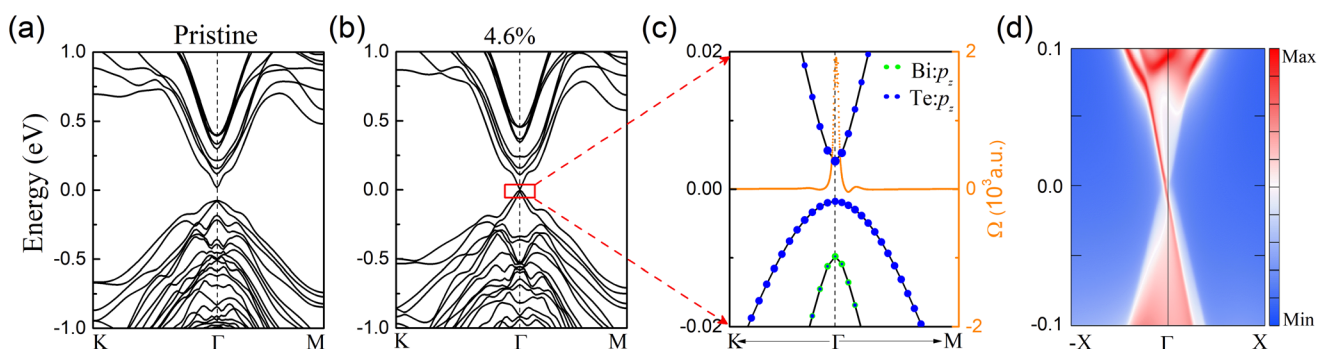 (a)
Pristine
Energy (eV)
1.0
0.5
0.0
-0.5
-1.0
K
Γ
M
(b)
4.6%
1.0
0.5
0.0
-0.5
-1.0
K
Γ
M
(c)
0.02
0.00
-0.02
Bi:p_z
Te:p_z
2
1
0
-1
-2
Ω (10³a.u.)
K
Γ
M
(d)
0.1
0.0
-0.1
-X
Γ
X
Max
Min